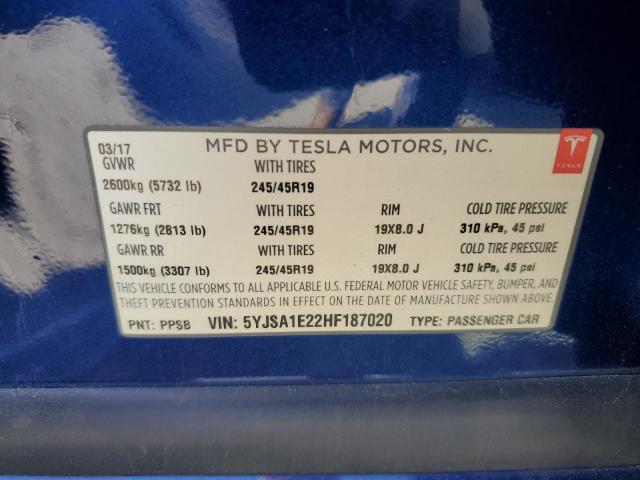 03/17 MFD BY TESLA MOTORS, INC.
TESLA
GVWR WITH TIRES
2600kg (5732 lb) 245/45R19
GAWR FRT WITH TIRES RIM COLD TIRE PRESSURE
1276kg (2813 lb) 245/45R19 19X8.0 J 310 kPa, 45 psi
GAWR RR WITH TIRES RIM COLD TIRE PRESSURE
1500kg (3307 lb) 245/45R19 19X8.0 J 310 kPa, 45 psi
THIS VEHICLE CONFORMS TO ALL APPLICABLE U.S. FEDERAL MOTOR VEHICLE SAFETY, BUMPER, AND
THEFT PREVENTION STANDARDS IN EFFECT ON THE DATE OF MANUFACTURE SHOWN ABOVE.
PNT: PPSB VIN: 5YJSA1E22HF187020 TYPE: PASSENGER CAR